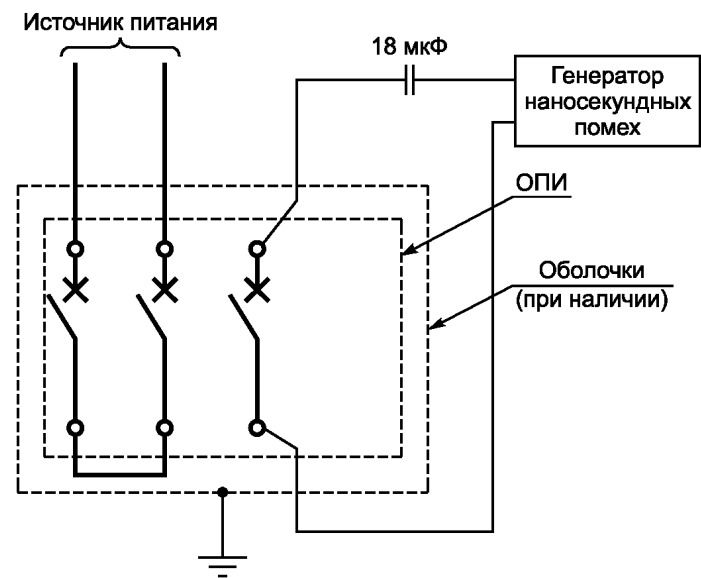 Источник питания
18 мкФ
Генератор
наносекундных
помех
ОПИ
Оболочки
(при наличии)